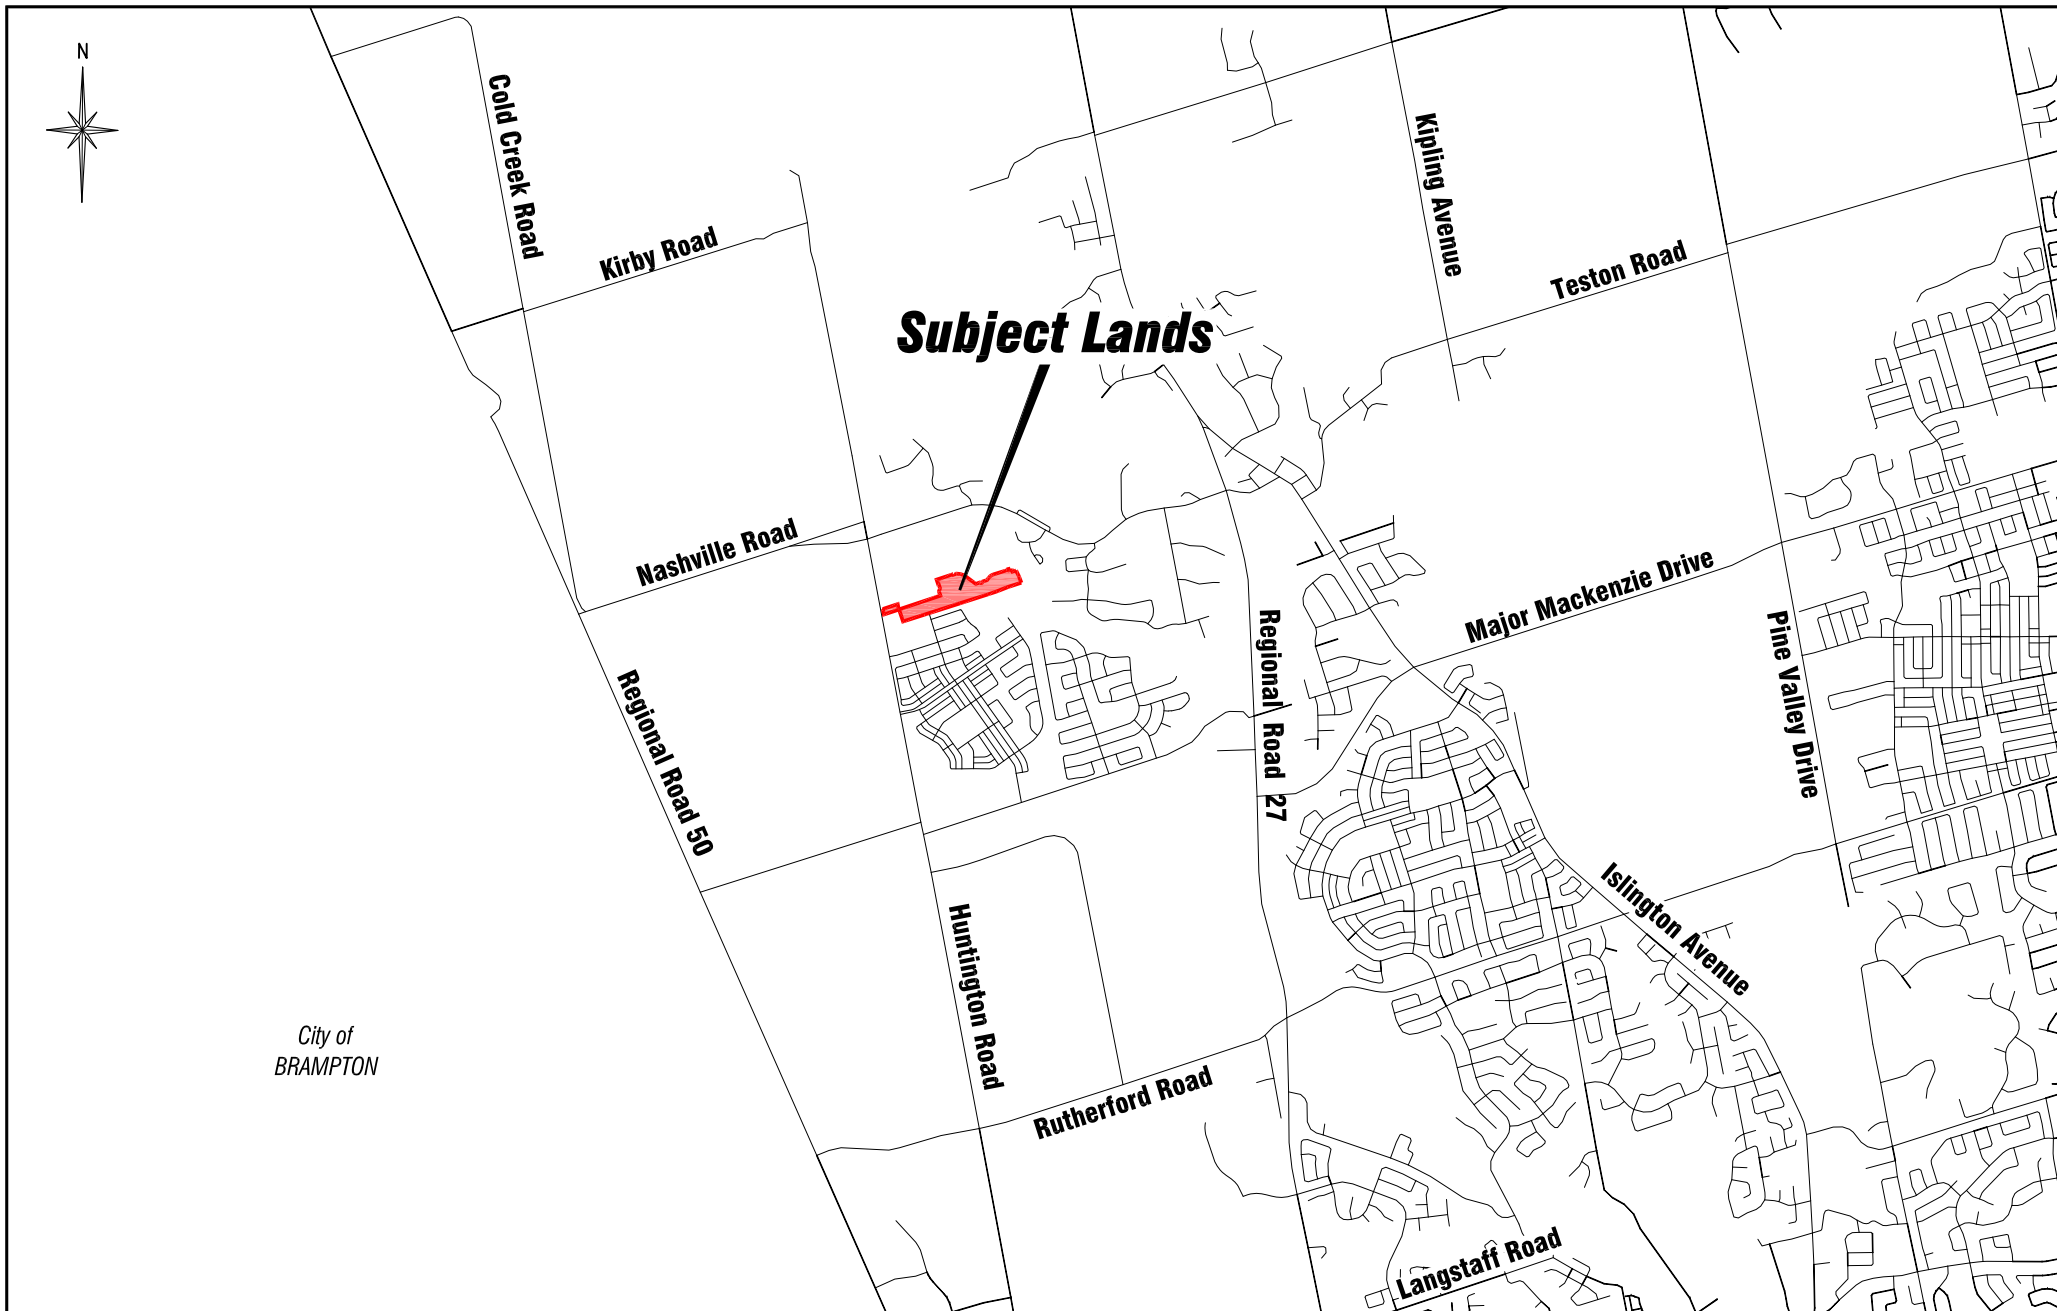 N
Cold Creek Road
Kirby Road
Kipling Avenue
Teston Road
Subject Lands
Nashville Road
Major Mackenzie Drive
Regional Road 27
Pine Valley Drive
Regional Road 50
Islington Avenue
Huntington Road
City of
BRAMPTON
Rutherford Road
Langstaff Road